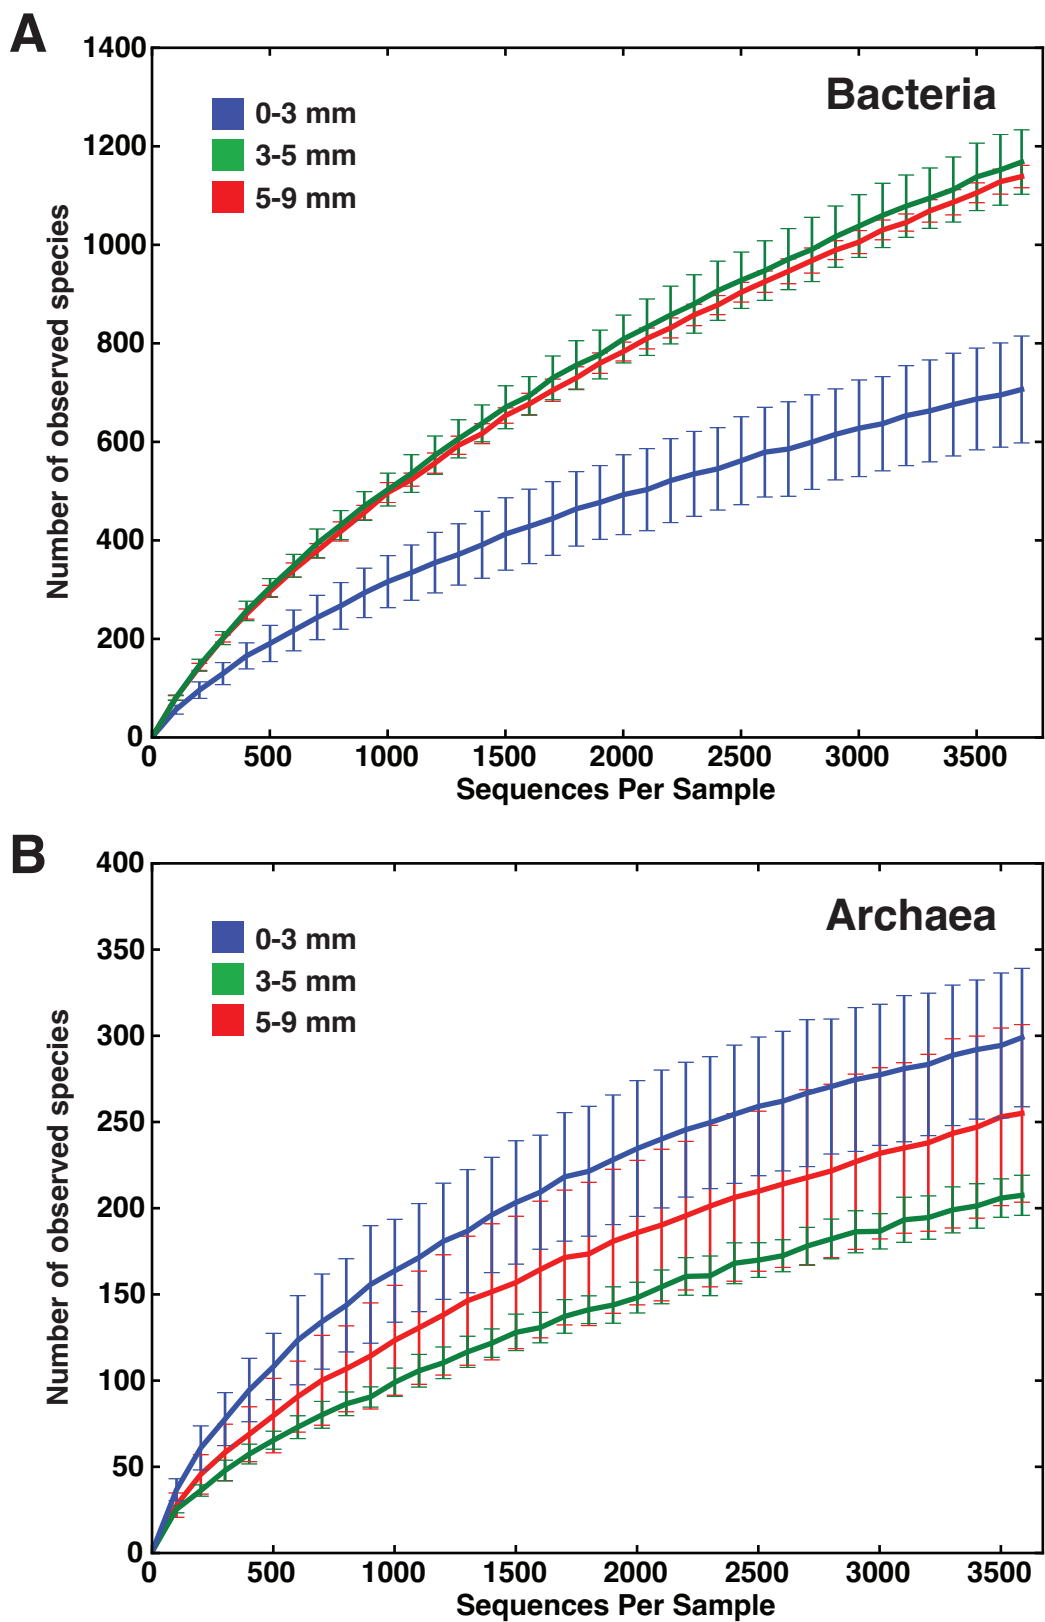 A
Bacteria
0-3 mm
3-5 mm
5-9 mm
Number of observed species
1400
1200
1000
800
600
400
200
0
0 500 1000 1500 2000 2500 3000 3500
Sequences Per Sample
B
Archaea
0-3 mm
3-5 mm
5-9 mm
Number of observed species
400
350
300
250
200
150
100
50
0
0 500 1000 1500 2000 2500 3000 3500
Sequences Per Sample